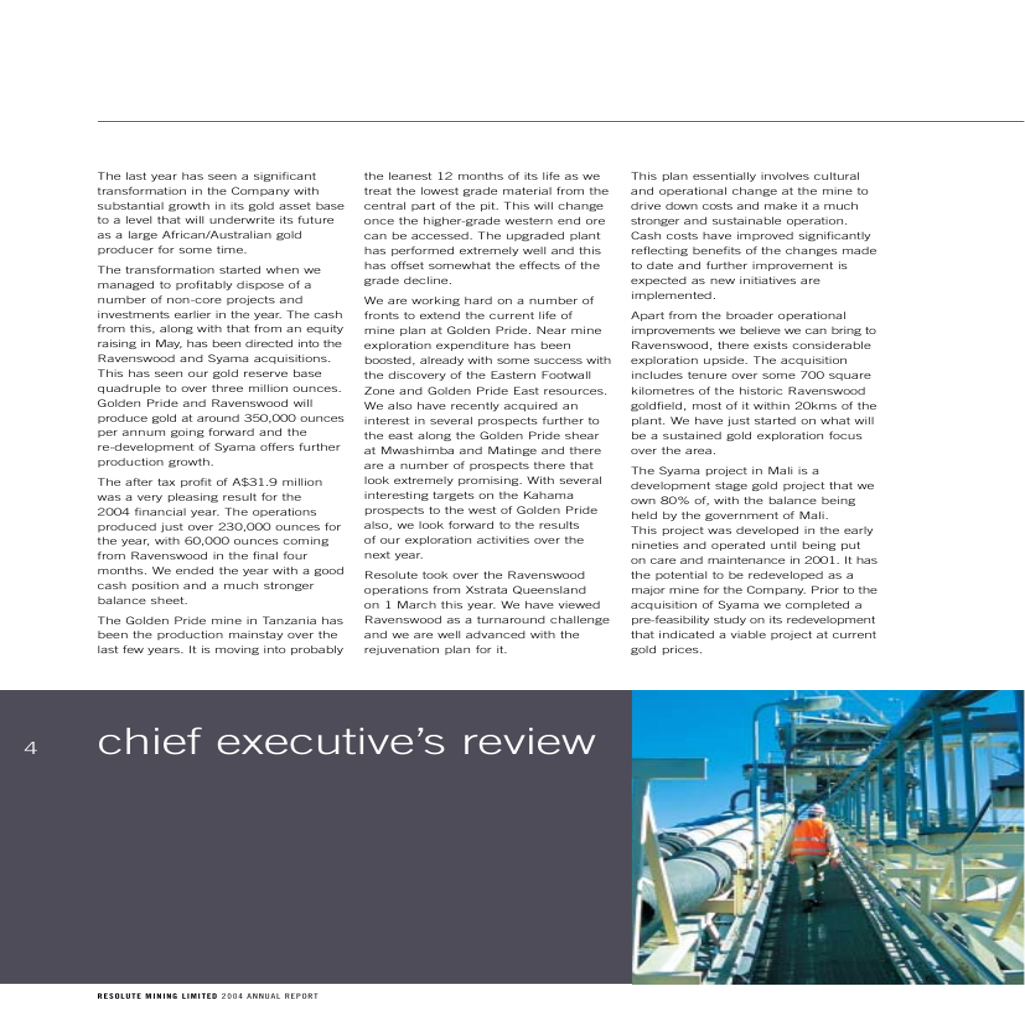 The last year has seen a significant
transformation in the Company with
substantial growth in its gold asset base
to a level that will underwrite its future
as a large African/Australian gold
producer for some time.
The transformation started when we
managed to profitably dispose of a
number of non-core projects and
investments earlier in the year. The cash
from this, along with that from an equity
raising in May, has been directed into the
Ravenswood and Syama acquisitions.
This has seen our gold reserve base
quadruple to over three million ounces.
Golden Pride and Ravenswood will
produce gold at around 350,000 ounces
per annum going forward and the
re-development of Syama offers further
production growth.
The after tax profit of A$31.9 million
was a very pleasing result for the
2004 financial year. The operations
produced just over 230,000 ounces for
the year, with 60,000 ounces coming
from Ravenswood in the final four
months. We ended the year with a good
cash position and a much stronger
balance sheet.
The Golden Pride mine in Tanzania has
been the production mainstay over the
last few years. It is moving into probably
the leanest 12 months of its life as we
treat the lowest grade material from the
central part of the pit. This will change
once the higher-grade western end ore
can be accessed. The upgraded plant
has performed extremely well and this
has offset somewhat the effects of the
grade decline.
We are working hard on a number of
fronts to extend the current life of
mine plan at Golden Pride. Near mine
exploration expenditure has been
boosted, already with some success with
the discovery of the Eastern Footwall
Zone and Golden Pride East resources.
We also have recently acquired an
interest in several prospects further to
the east along the Golden Pride shear
at Mwashimba and Matinge and there
are a number of prospects there that
look extremely promising. With several
interesting targets on the Kahama
prospects to the west of Golden Pride
also, we look forward to the results
of our exploration activities over the
next year.
Resolute took over the Ravenswood
operations from Xstrata Queensland
on 1 March this year. We have viewed
Ravenswood as a turnaround challenge
and we are well advanced with the
rejuvenation plan for it.
This plan essentially involves cultural
and operational change at the mine to
drive down costs and make it a much
stronger and sustainable operation.
Cash costs have improved significantly
reflecting benefits of the changes made
to date and further improvement is
expected as new initiatives are
implemented.
Apart from the broader operational
improvements we believe we can bring to
Ravenswood, there exists considerable
exploration upside. The acquisition
includes tenure over some 700 square
kilometres of the historic Ravenswood
goldfield, most of it within 20kms of the
plant. We have just started on what will
be a sustained gold exploration focus
over the area.
The Syama project in Mali is a
development stage gold project that we
own 80% of, with the balance being
held by the government of Mali.
This project was developed in the early
nineties and operated until being put
on care and maintenance in 2001. It has
the potential to be redeveloped as a
major mine for the Company. Prior to the
acquisition of Syama we completed a
pre-feasibility study on its redevelopment
that indicated a viable project at current
gold prices.
4 chief executive's review
RESOLUTE MINING LIMITED 2004 ANNUAL REPORT